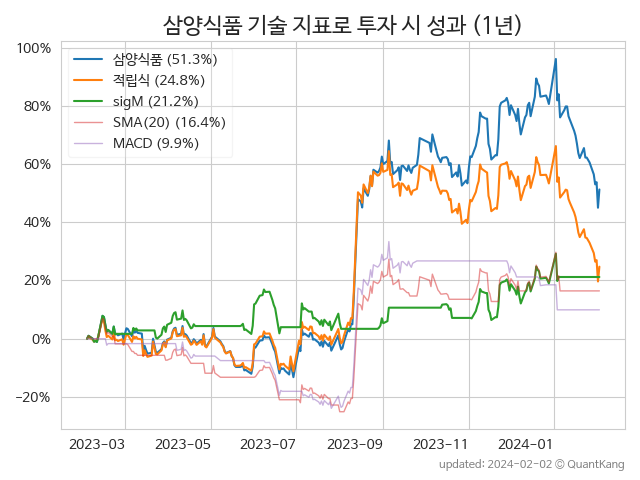 삼양식품 기술 지표로 투자 시 성과 (1년)
100%
80%
60%
40%
20%
0%
−20%
삼양식품 (51.3%)
적립식 (24.8%)
sigM (21.2%)
SMA(20) (16.4%)
MACD (9.9%)
2023-03 2023-05 2023-07 2023-09 2023-11 2024-01
updated: 2024-02-02 © QuantKang